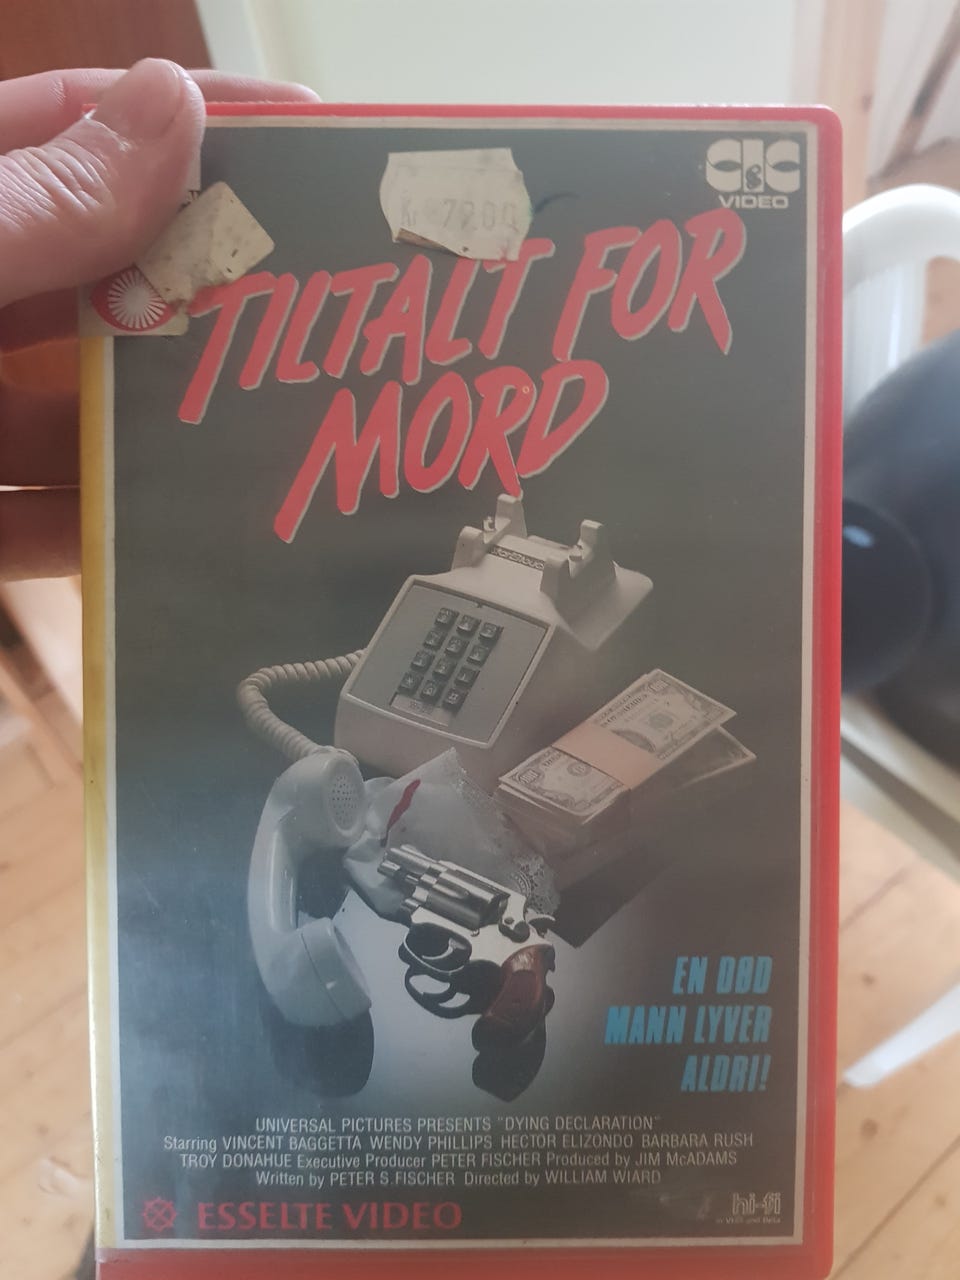 CIC
VIDEO
Kr 7200
TILTALT FOR
MORD
EN DØD
MANN LYVER
ALDRI!
UNIVERSAL PICTURES PRESENTS "DYING DECLARATION"
Starring VINCENT BAGGETTA WENDY PHILLIPS HECTOR ELIZONDO BARBARA RUSH
TROY DONAHUE Executive Producer PETER FISCHER Produced by JIM McADAMS
Written by PETER S. FISCHER Directed by WILLIAM WIARD
ESSELTE VIDEO
hi-fi